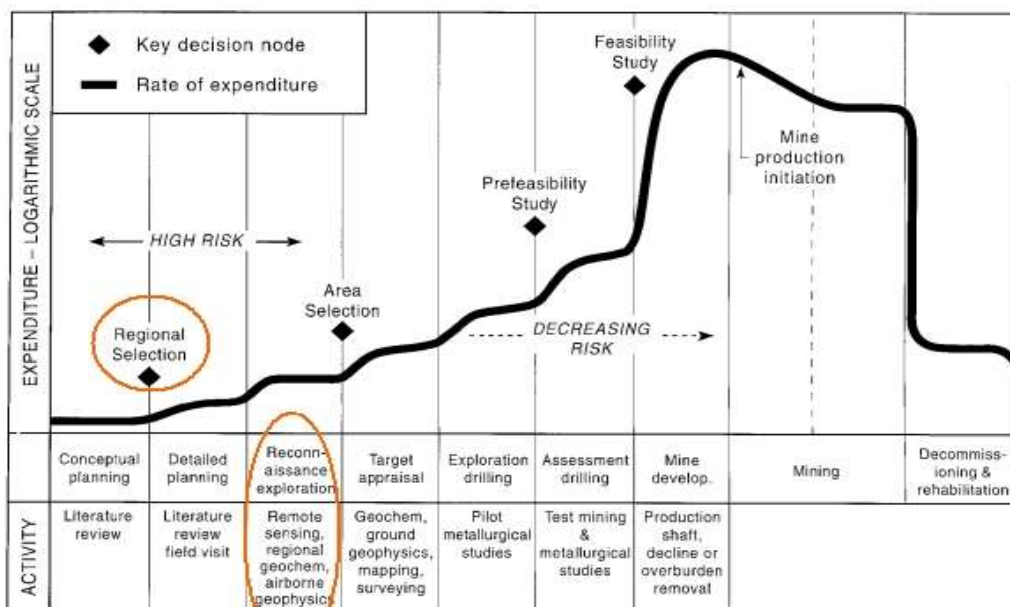 Key decision node
Rate of expenditure
EXPENDITURE – LOGARITHMIC SCALE
HIGH RISK
Regional
Selection
Area
Selection
Prefeasibility
Study
Feasibility
Study
DECREASING
RISK
Mine
production
initiation
Conceptual
planning
Detailed
planning
Reconn-
aissance
exploration
Target
appraisal
Exploration
drilling
Assessment
drilling
Mine
develop.
Mining
Decommiss-
ioning &
rehabilitation
ACTIVITY
Literature
review
Literature
review
field visit
Remote
sensing,
regional
geochem,
airborne
geophysics
Geochem,
ground
geophysics,
mapping,
surveying
Pilot
metallurgical
studies
Test mining
&
metallurgical
studies
Production
shaft,
decline or
overburden
removal